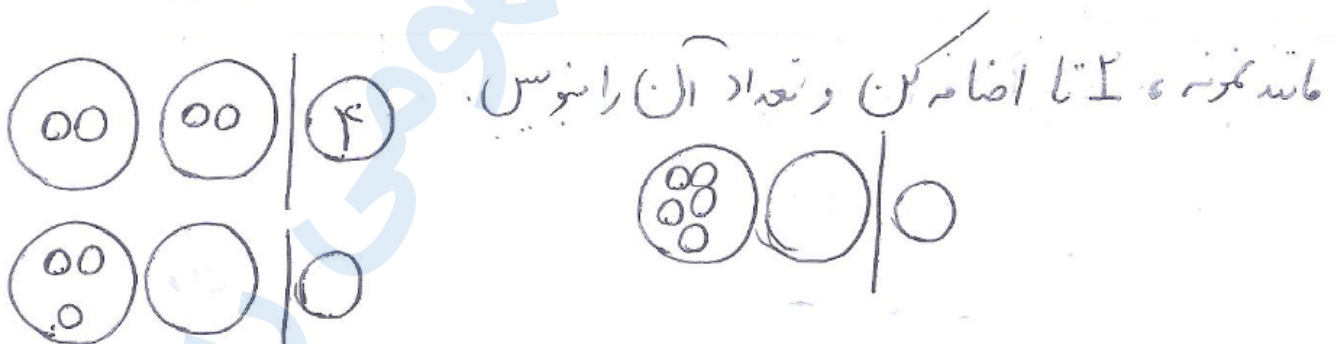 مانند نمونه ، ۲ تا اضافه کن و تعداد آن را بنویس.
۴